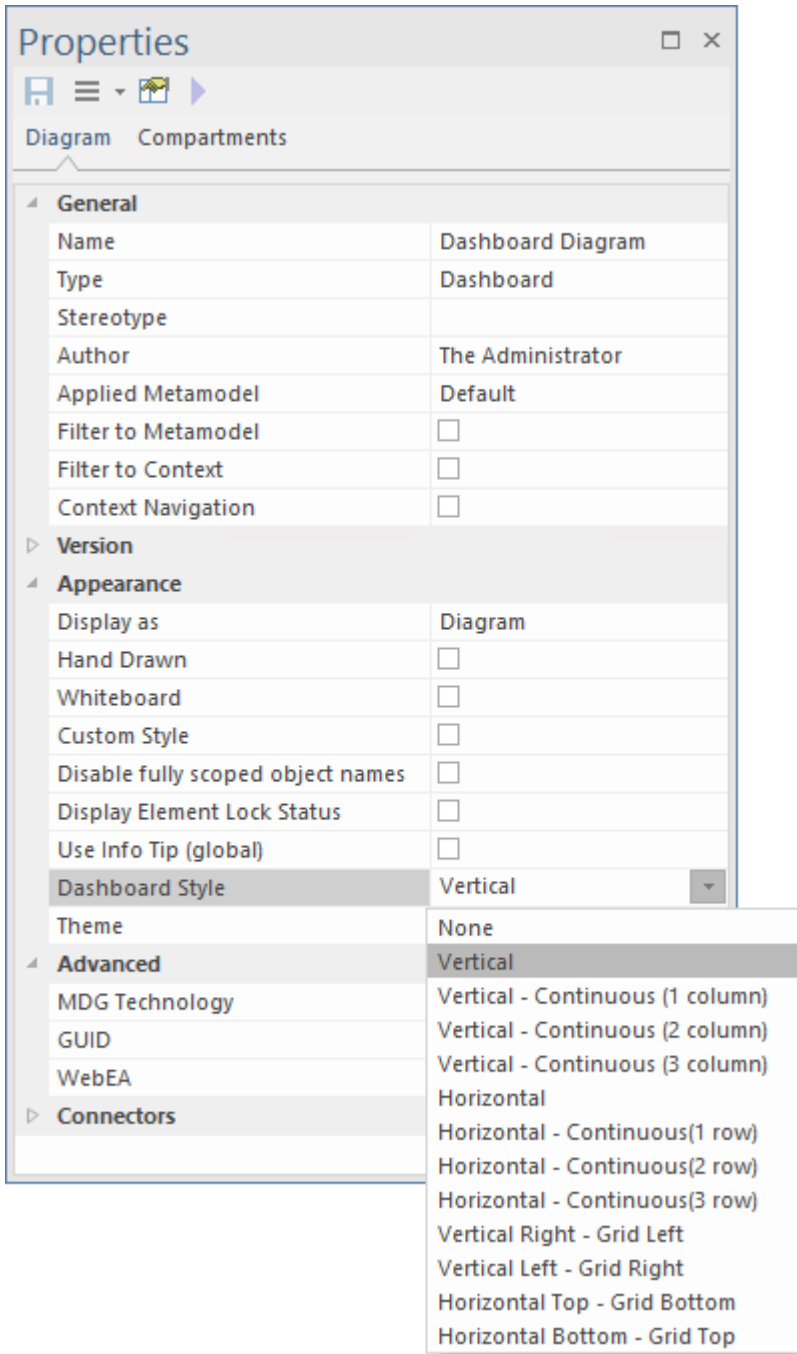 Properties
Diagram Compartments
General
Name Dashboard Diagram
Type Dashboard
Stereotype
Author The Administrator
Applied Metamodel Default
Filter to Metamodel
Filter to Context
Context Navigation
Version
Appearance
Display as Diagram
Hand Drawn
Whiteboard
Custom Style
Disable fully scoped object names
Display Element Lock Status
Use Info Tip (global)
Dashboard Style Vertical
Theme
Advanced
MDG Technology
GUID
WebEA
Connectors
None
Vertical
Vertical - Continuous (1 column)
Vertical - Continuous (2 column)
Vertical - Continuous (3 column)
Horizontal
Horizontal - Continuous(1 row)
Horizontal - Continuous(2 row)
Horizontal - Continuous(3 row)
Vertical Right - Grid Left
Vertical Left - Grid Right
Horizontal Top - Grid Bottom
Horizontal Bottom - Grid Top